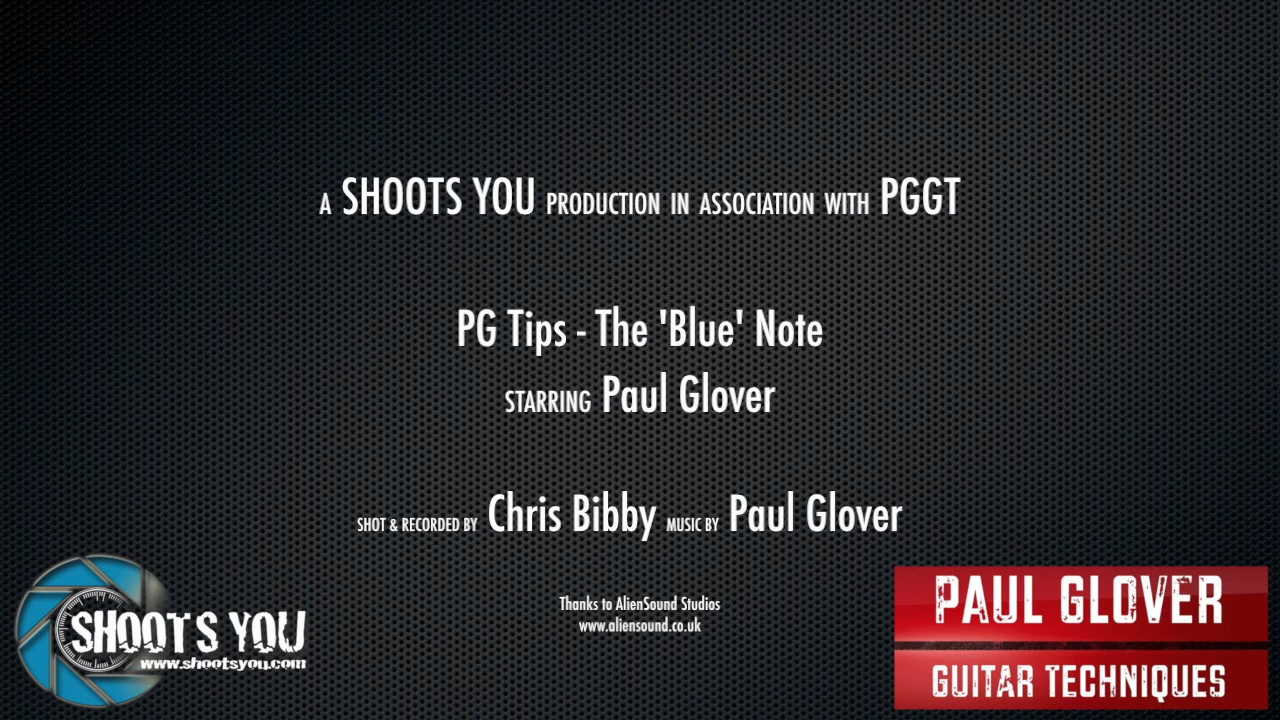 A SHOOTS YOU PRODUCTION IN ASSOCIATION WITH PGGT
PG Tips - The 'Blue' Note
STARRING Paul Glover
SHOT & RECORDED BY Chris Bibby MUSIC BY Paul Glover
Thanks to AlienSound Studios
www.aliensound.co.uk
SHOOTS YOU
www.shootsyou.com
PAUL GLOVER
GUITAR TECHNIQUES